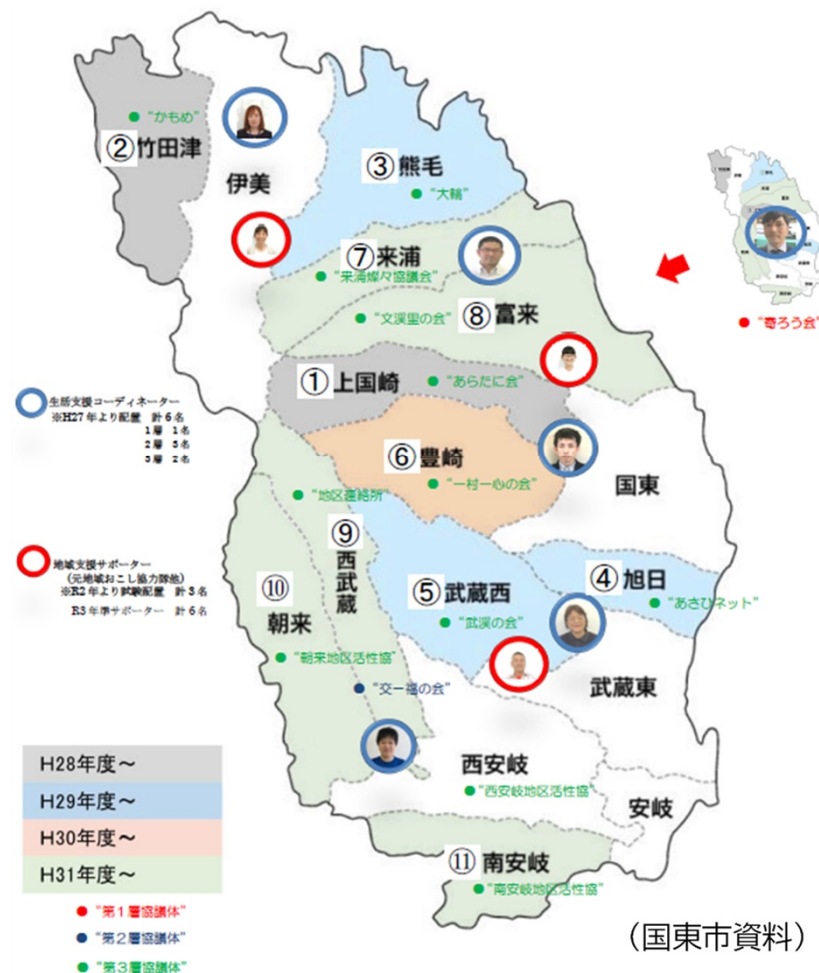 “かもめ”
②竹田津
伊美
③熊毛
“大輪”
⑦来浦
“来浦燦々協議会”
“文渓里の会”
⑧富来
“寄ろう会”
①上国崎
“あらたに会”
生活支援コーディネーター
※H27年より配置 計6名
1層 1名
2層 3名
3層 2名
⑥豊崎
“一村一心の会”
国東
“地区連絡所”
⑨西武蔵
地域支援サポーター
(元地域おこし協力隊他)
※R2年より試験配置 計3名
R3年準サポーター 計6名
⑩朝来
④旭日
“あさひネット”
⑤武蔵西
“武渓の会”
“朝来地区活性協”
“交ー福の会”
武蔵東
西安岐
“西安岐地区活性協”
安岐
⑪南安岐
“南安岐地区活性協”
H28年度～
H29年度～
H30年度～
H31年度～
“第1層協議体”
“第2層協議体”
“第3層協議体”
（国東市資料）